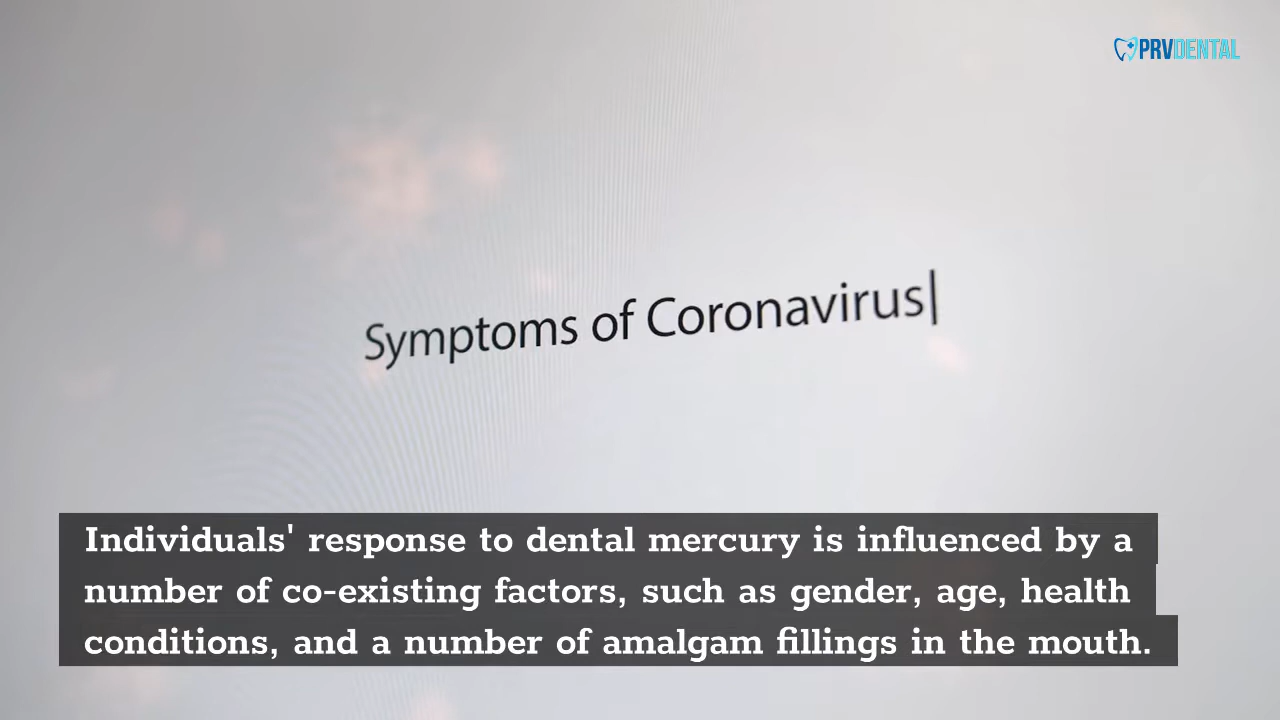 PRVDENTAL
Symptoms of Coronavirus
Individuals' response to dental mercury is influenced by a
number of co-existing factors, such as gender, age, health
conditions, and a number of amalgam fillings in the mouth.